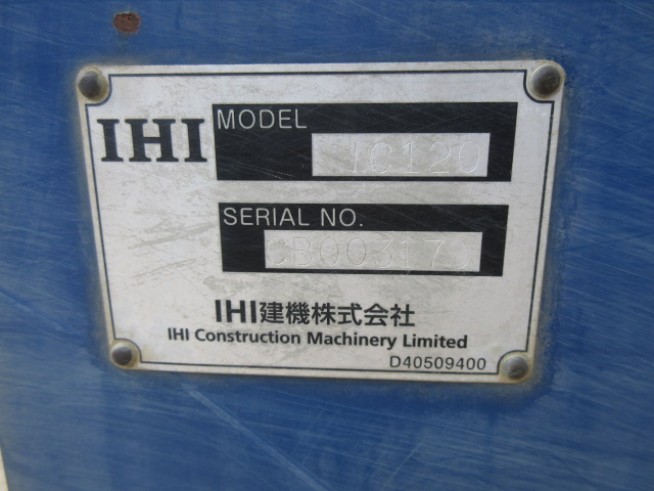 IHI
MODEL
IC120
SERIAL NO.
IHI建機株式会社
IHI Construction Machinery Limited
D40509400